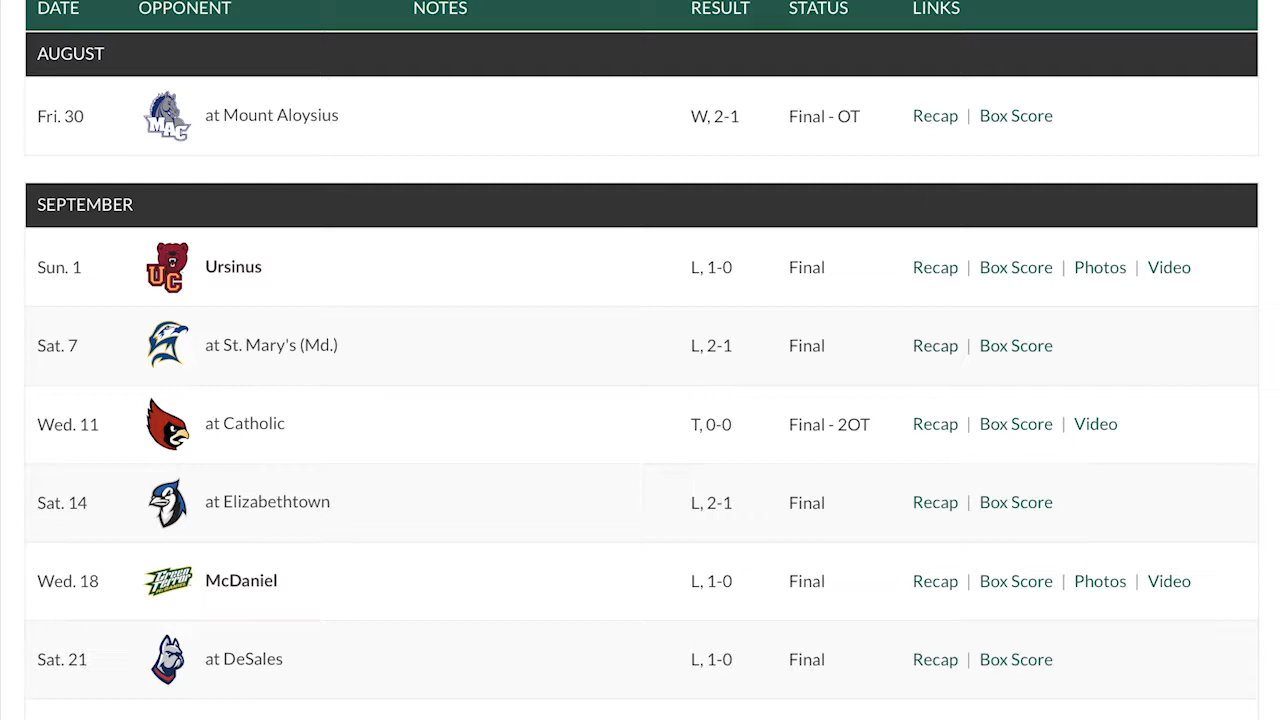 DATE OPPONENT NOTES RESULT STATUS LINKS
AUGUST
Fri. 30 MAC at Mount Aloysius W, 2-1 Final - OT Recap | Box Score
SEPTEMBER
Sun. 1 UC Ursinus L, 1-0 Final Recap | Box Score | Photos | Video
Sat. 7 at St. Mary's (Md.) L, 2-1 Final Recap | Box Score
Wed. 11 at Catholic T, 0-0 Final - 2OT Recap | Box Score | Video
Sat. 14 at Elizabethtown L, 2-1 Final Recap | Box Score
Wed. 18 Green Terror McDaniel L, 1-0 Final Recap | Box Score | Photos | Video
Sat. 21 at DeSales L, 1-0 Final Recap | Box Score